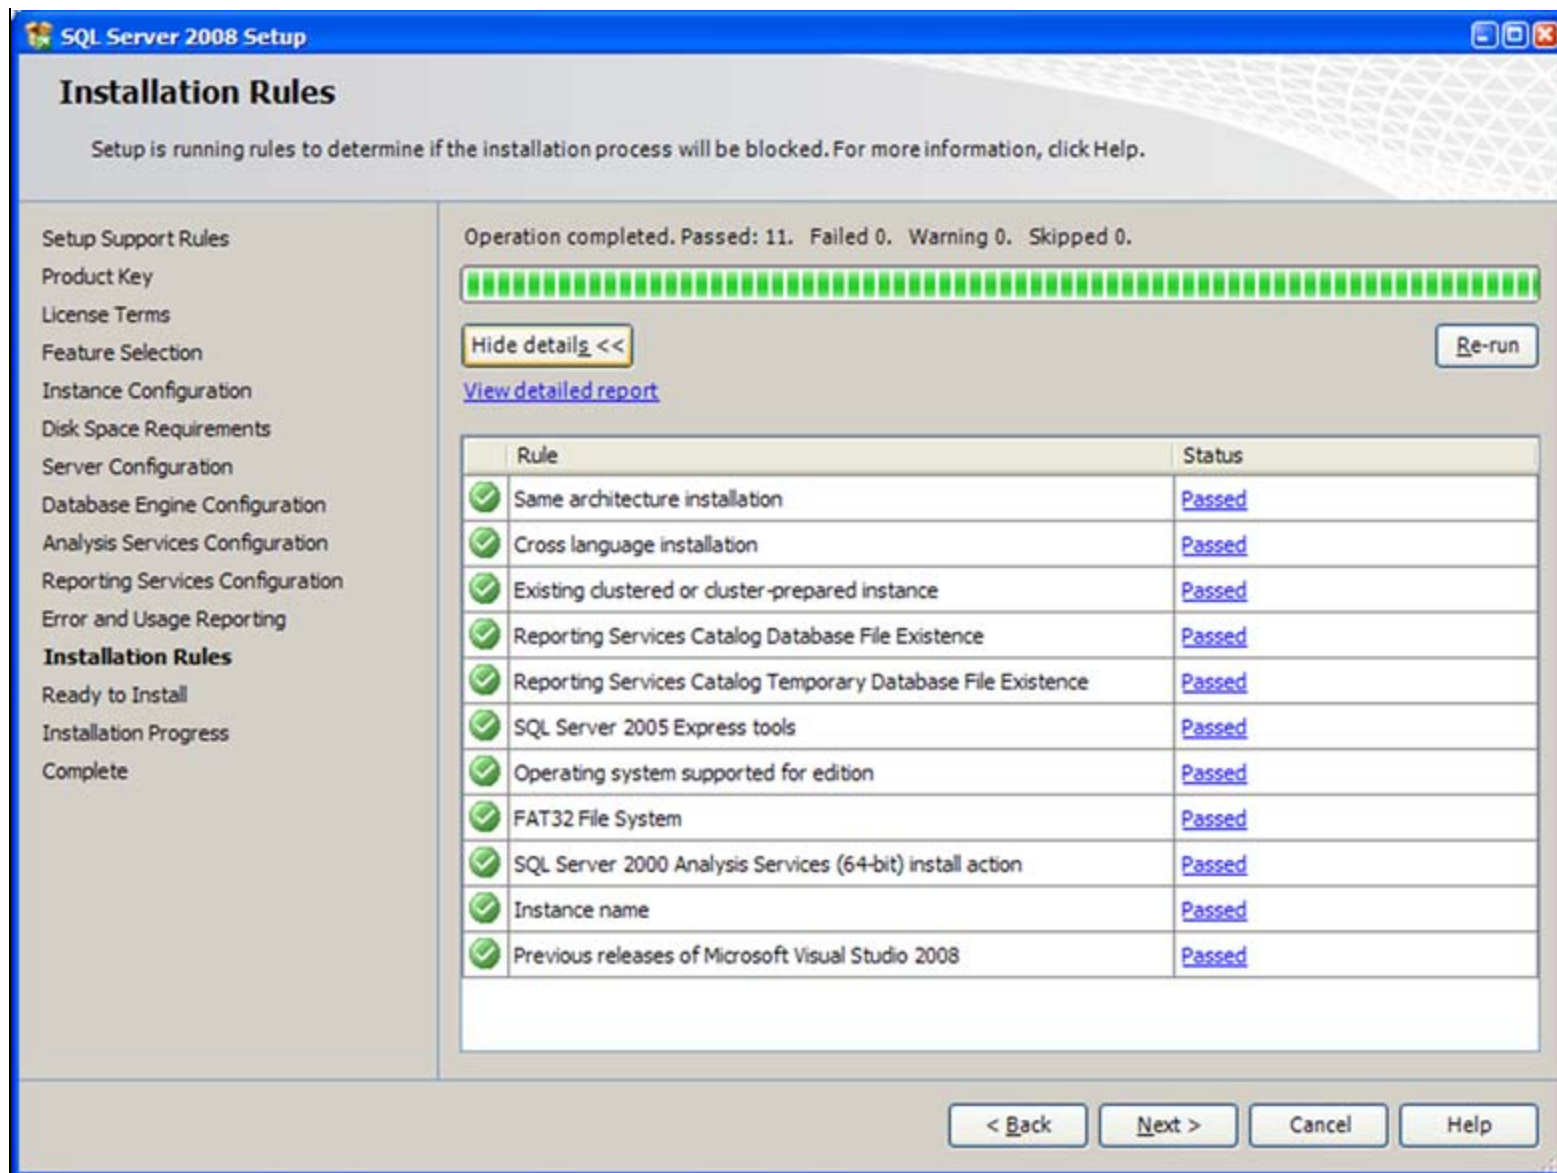 SQL Server 2008 Setup
Installation Rules
Setup is running rules to determine if the installation process will be blocked. For more information, click Help.
Setup Support Rules
Product Key
License Terms
Feature Selection
Instance Configuration
Disk Space Requirements
Server Configuration
Database Engine Configuration
Analysis Services Configuration
Reporting Services Configuration
Error and Usage Reporting
Installation Rules
Ready to Install
Installation Progress
Complete
Operation completed. Passed: 11. Failed 0. Warning 0. Skipped 0.
Hide details <<
Re-run
View detailed report
Rule Status
Same architecture installation Passed
Cross language installation Passed
Existing clustered or cluster-prepared instance Passed
Reporting Services Catalog Database File Existence Passed
Reporting Services Catalog Temporary Database File Existence Passed
SQL Server 2005 Express tools Passed
Operating system supported for edition Passed
FAT32 File System Passed
SQL Server 2000 Analysis Services (64-bit) install action Passed
Instance name Passed
Previous releases of Microsoft Visual Studio 2008 Passed
< Back Next > Cancel Help